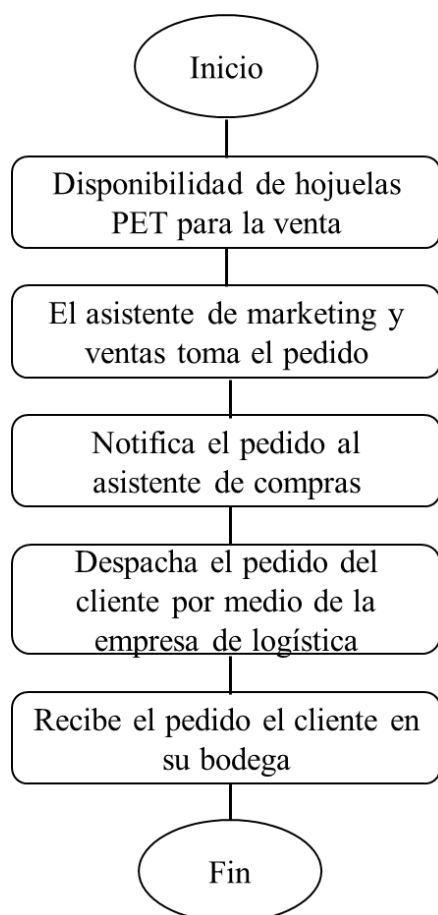 Inicio
Disponibilidad de hojuelas
PET para la venta
El asistente de marketing y
ventas toma el pedido
Notifica el pedido al
asistente de compras
Despacha el pedido del
cliente por medio de la
empresa de logística
Recibe el pedido el cliente en
su bodega
Fin